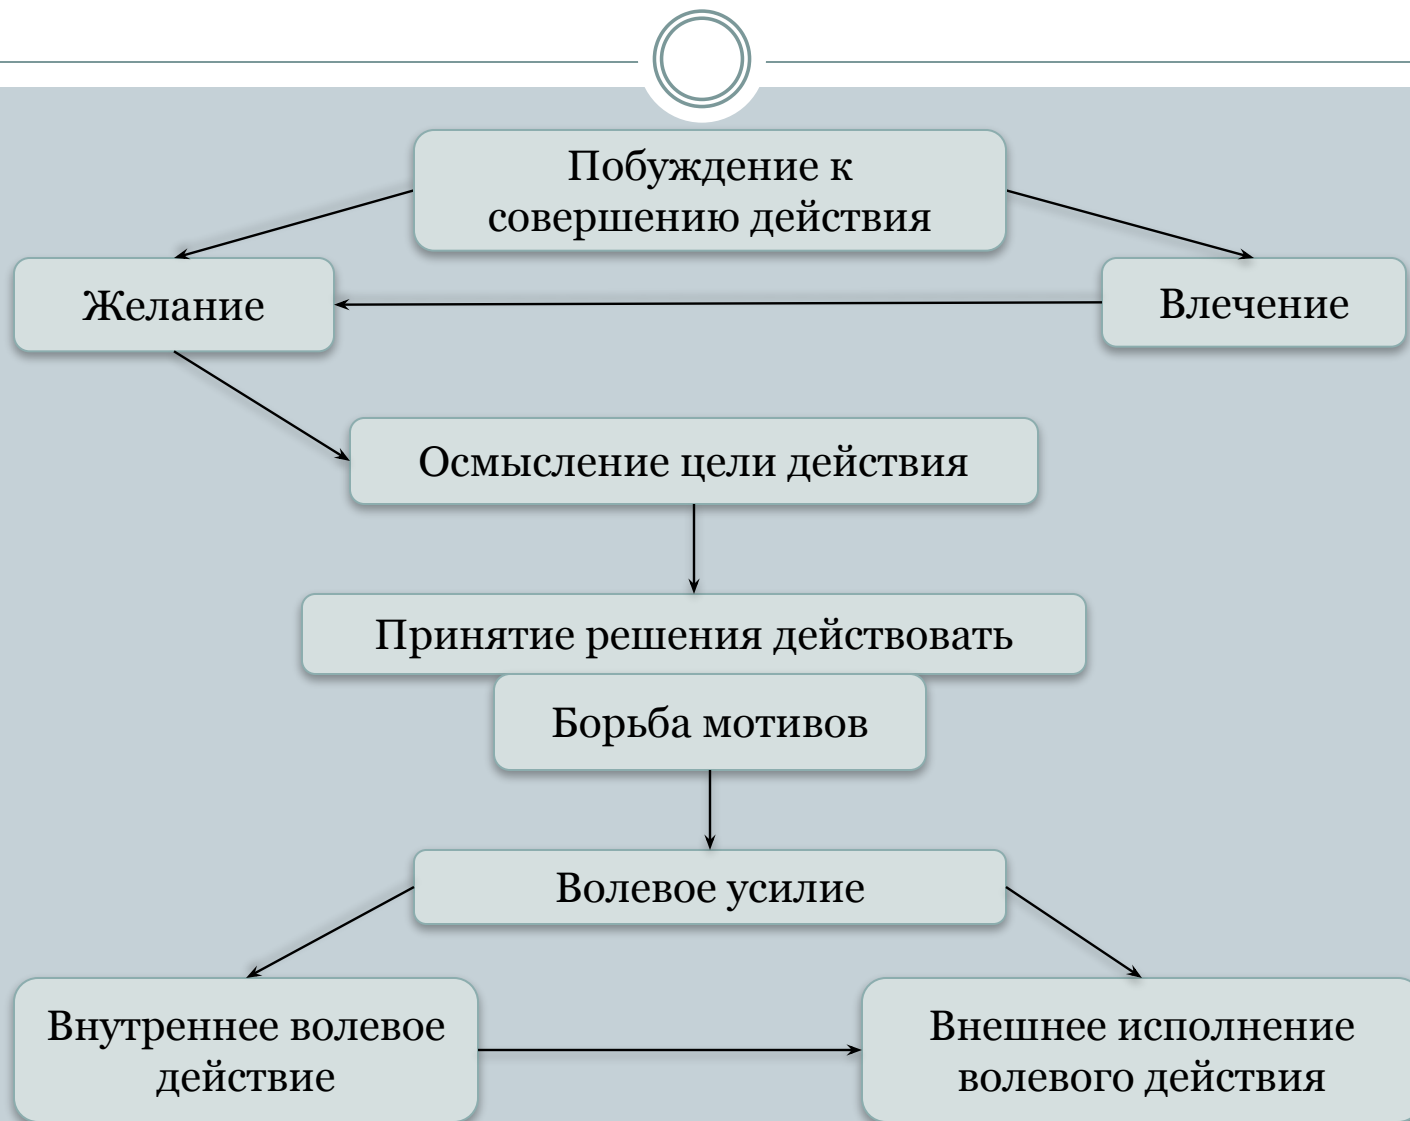 Побуждение к
совершению действия
Желание
Влечение
Осмысление цели действия
Принятие решения действовать
Борьба мотивов
Волевое усилие
Внутреннее волевое
действие
Внешнее исполнение
волевого действия